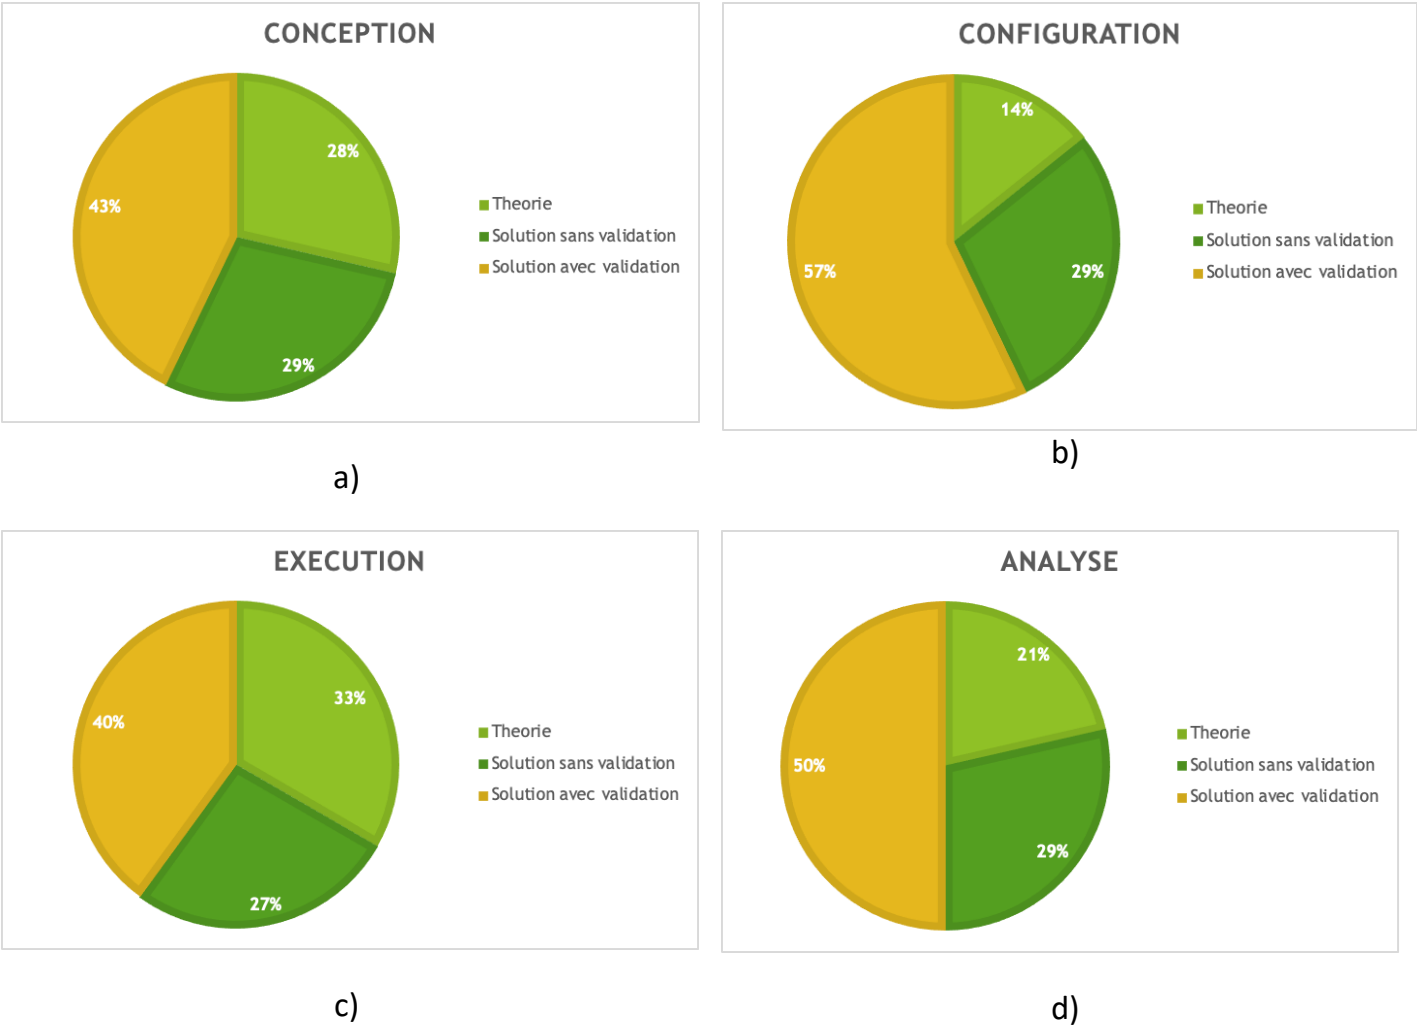 CONCEPTION
28%
43%
29%
Theorie
Solution sans validation
Solution avec validation
a)
CONFIGURATION
14%
57%
29%
Theorie
Solution sans validation
Solution avec validation
b)
EXECUTION
33%
40%
27%
Theorie
Solution sans validation
Solution avec validation
c)
ANALYSE
21%
50%
29%
Theorie
Solution sans validation
Solution avec validation
d)